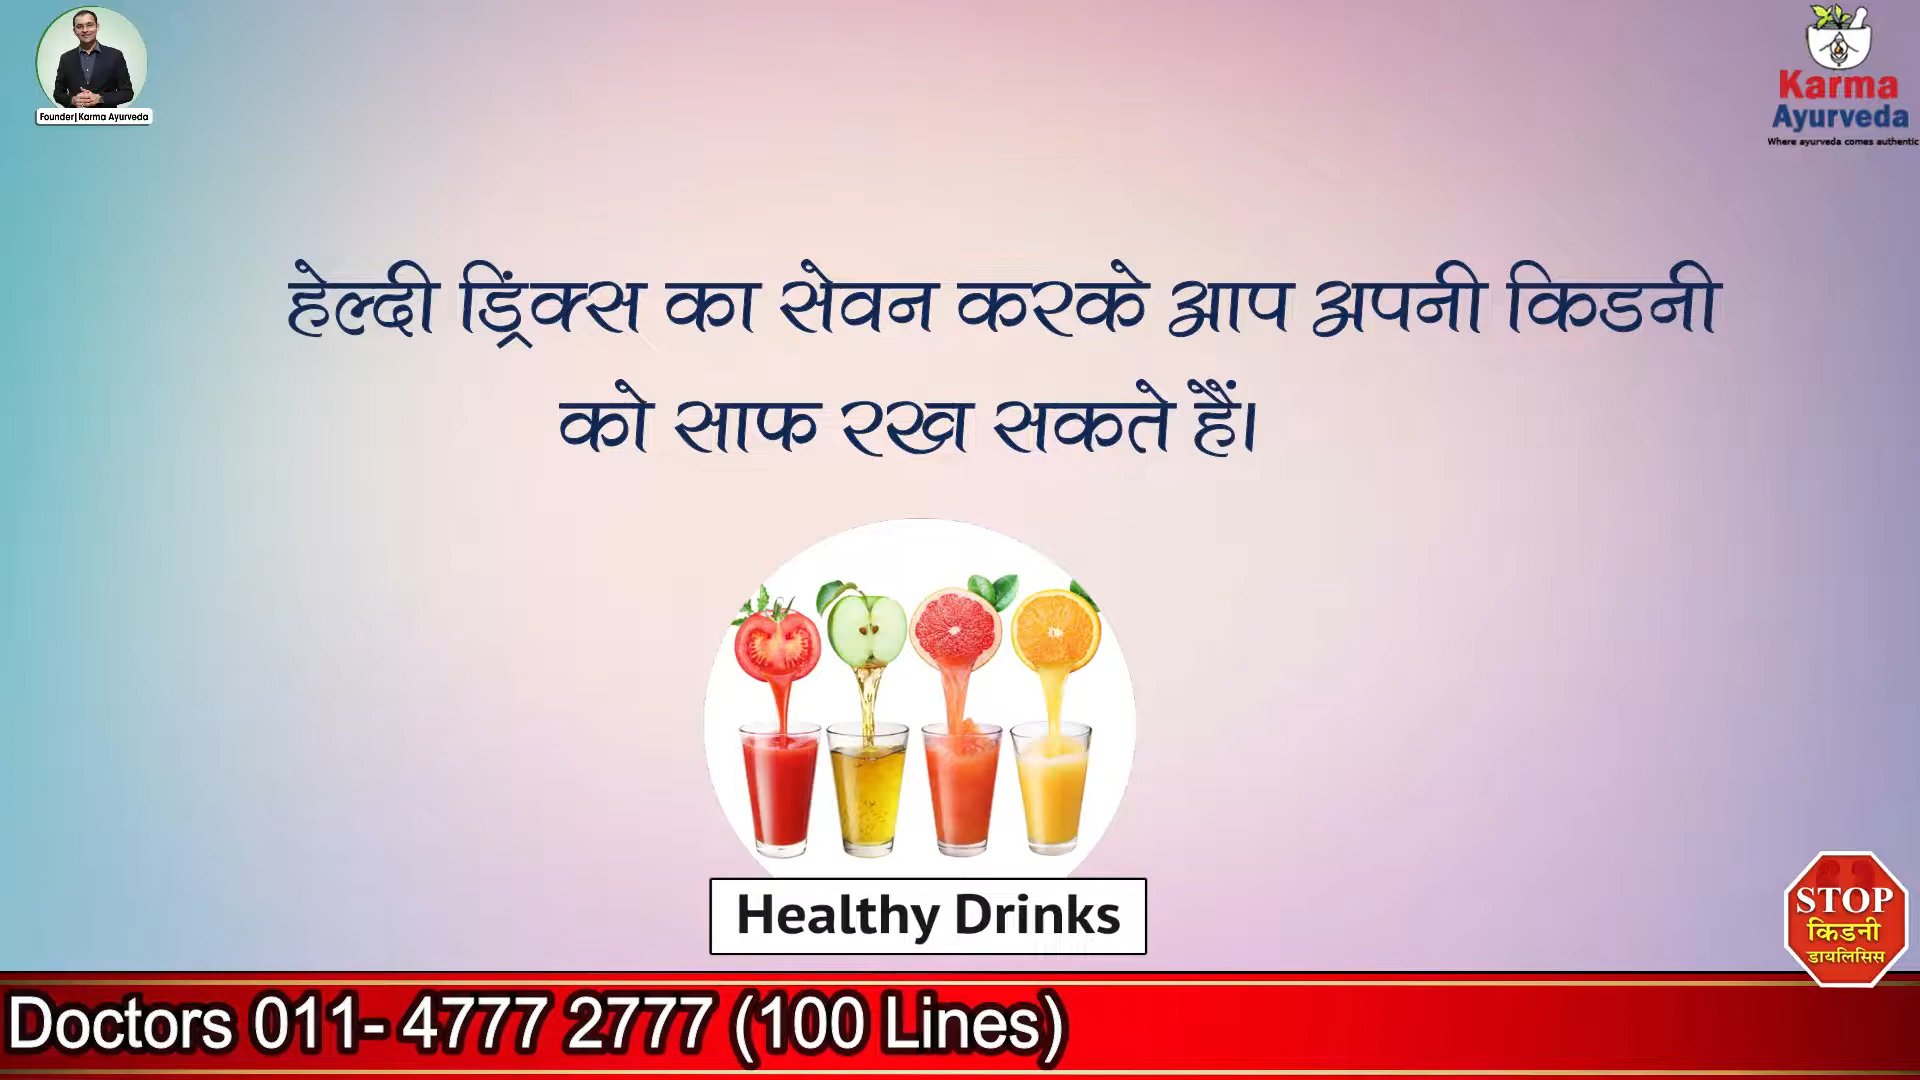 Founder|Karma Ayurveda
Karma
Ayurveda
Where ayurveda comes authentic
हेल्दी ड्रिंक्स का सेवन करके आप अपनी किडनी
को साफ रख सकते हैं।
Healthy Drinks
STOP
किडनी
डायलिसिस
Doctors 011- 4777 2777 (100 Lines)